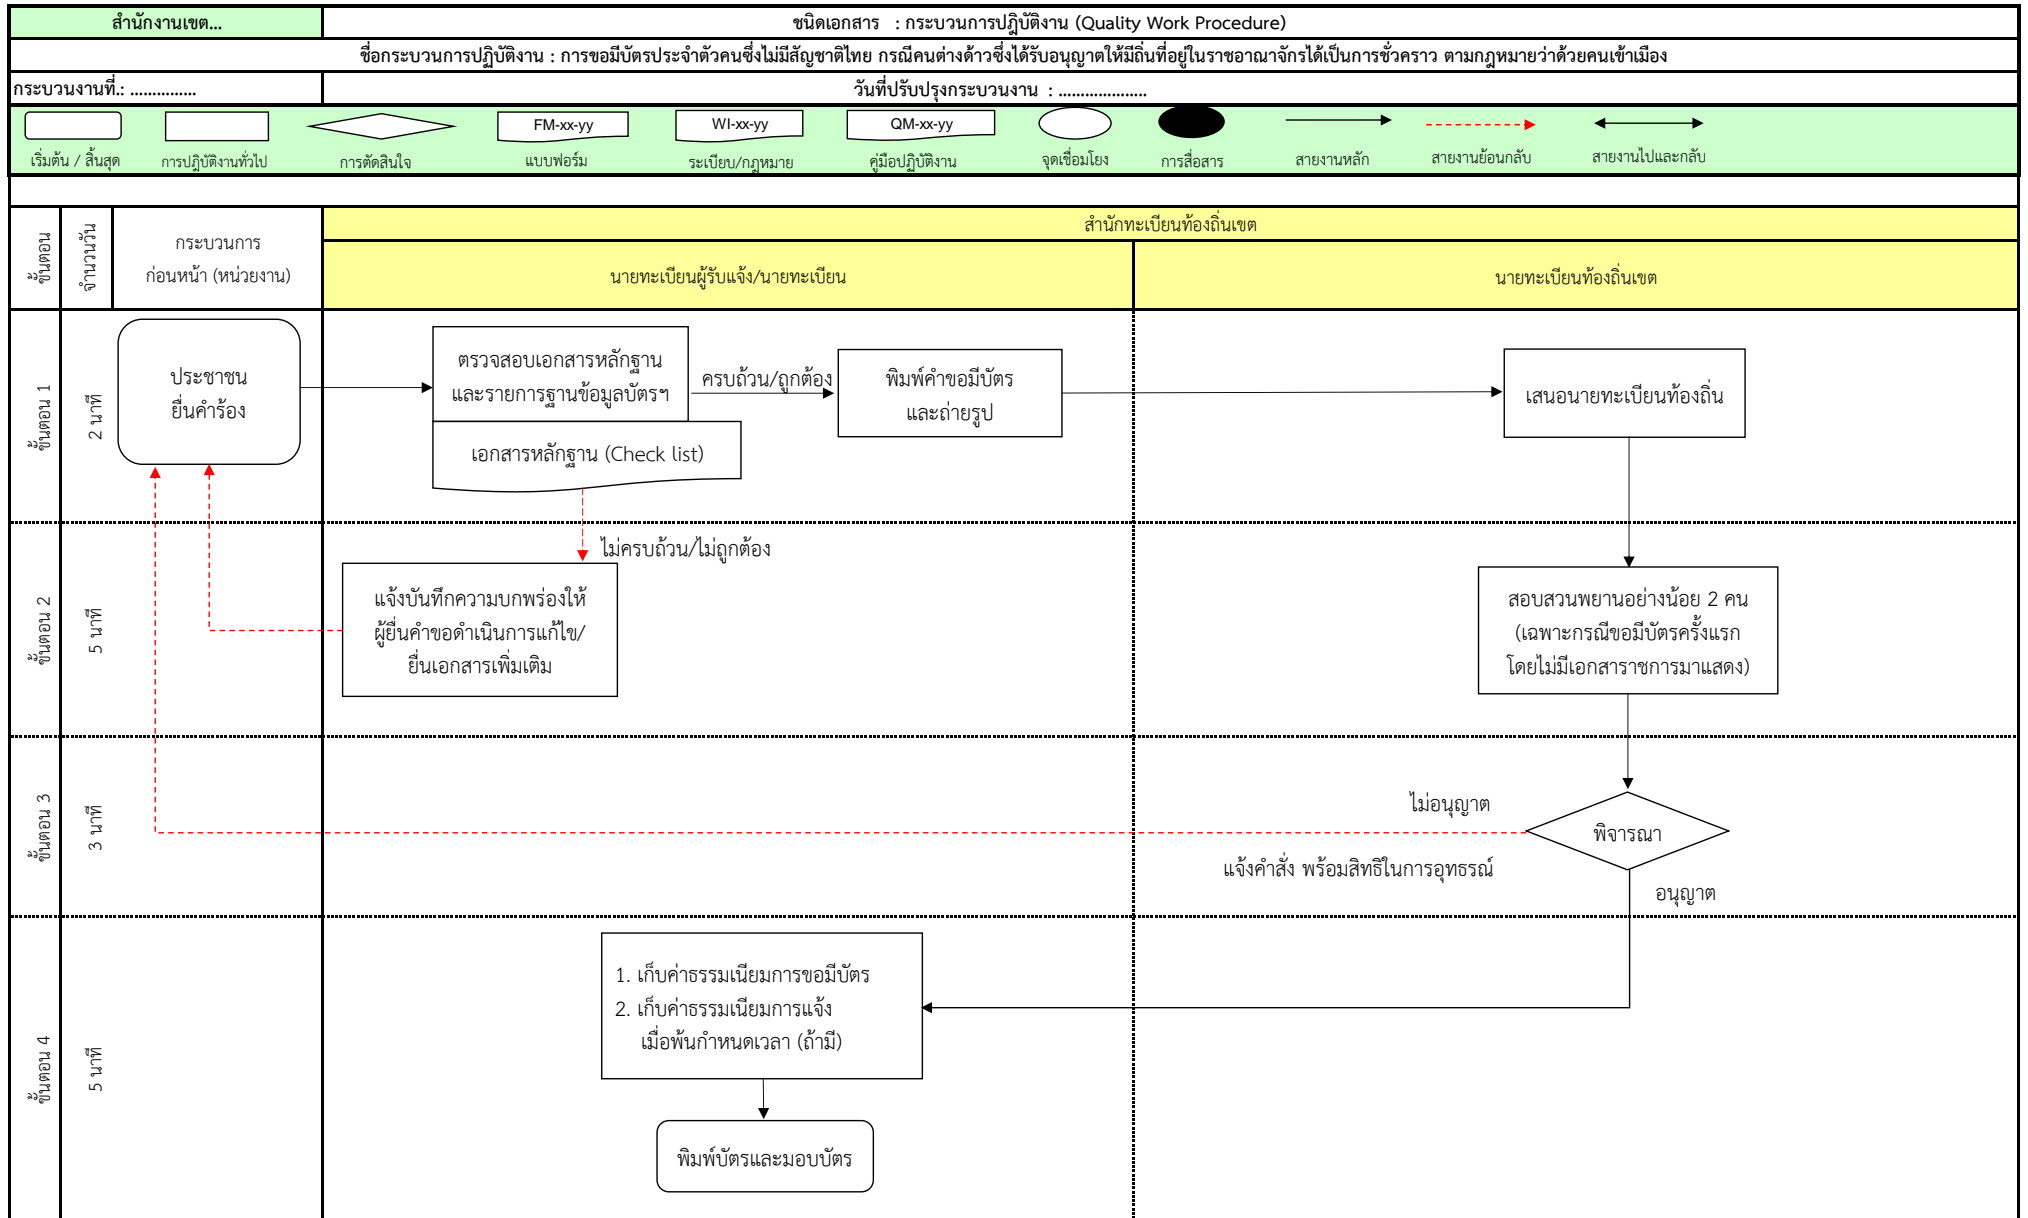 สำนักงานเขต...
ชนิดเอกสาร : กระบวนการปฎิบัติงาน (Quality Work Procedure)
ชื่อกระบวนการปฏิบัติงาน : การขอมีบัตรประจำตัวคนซึ่งไม่มีสัญชาติไทย กรณีคนต่างด้าวซึ่งได้รับอนุญาตให้มีถิ่นที่อยู่ในราชอาณาจักรได้เป็นการชั่วคราว ตามกฎหมายว่าด้วยคนเข้าเมือง
กระบวนงานที่.: ...............
วันที่ปรับปรุงกระบวนงาน : ....................
FM-xx-yy
WI-xx-yy
QM-xx-yy
เริ่มต้น / สิ้นสุด
การปฏิบัติงานทั่วไป
การตัดสินใจ
แบบฟอร์ม
ระเบียบ/กฎหมาย
คู่มือปฏิบัติงาน
จุดเชื่อมโยง
การสื่อสาร
สายงานหลัก
สายงานย้อนกลับ
สายงานไปและกลับ
ขั้นตอน
จำนวนวัน
กระบวนการ
ก่อนหน้า (หน่วยงาน)
สำนักทะเบียนท้องถิ่นเขต
นายทะเบียนผู้รับแจ้ง/นายทะเบียน
นายทะเบียนท้องถิ่นเขต
ขั้นตอน 1
2 นาที
ประชาชน
ยื่นคำร้อง
ตรวจสอบเอกสารหลักฐาน
และรายการฐานข้อมูลบัตรฯ
เอกสารหลักฐาน (Check list)
ครบถ้วน/ถูกต้อง
พิมพ์คำขอมีบัตร
และถ่ายรูป
เสนอนายทะเบียนท้องถิ่น
ขั้นตอน 2
5 นาที
ไม่ครบถ้วน/ไม่ถูกต้อง
แจ้งบันทึกความบกพร่องให้
ผู้ยื่นคำขอดำเนินการแก้ไข/
ยื่นเอกสารเพิ่มเติม
สอบสวนพยานอย่างน้อย 2 คน
(เฉพาะกรณีขอมีบัตรครั้งแรก
โดยไม่มีเอกสาราชการมาแสดง)
ขั้นตอน 3
3 นาที
ไม่อนุญาต
พิจารณา
แจ้งคำสั่ง พร้อมสิทธิในการอุทธรณ์
อนุญาต
ขั้นตอน 4
5 นาที
1. เก็บค่าธรรมเนียมการขอมีบัตร
2. เก็บค่าธรรมเนียมการแจ้ง
เมื่อพ้นกำหนดเวลา (ถ้ามี)
พิมพ์บัตรและมอบบัตร